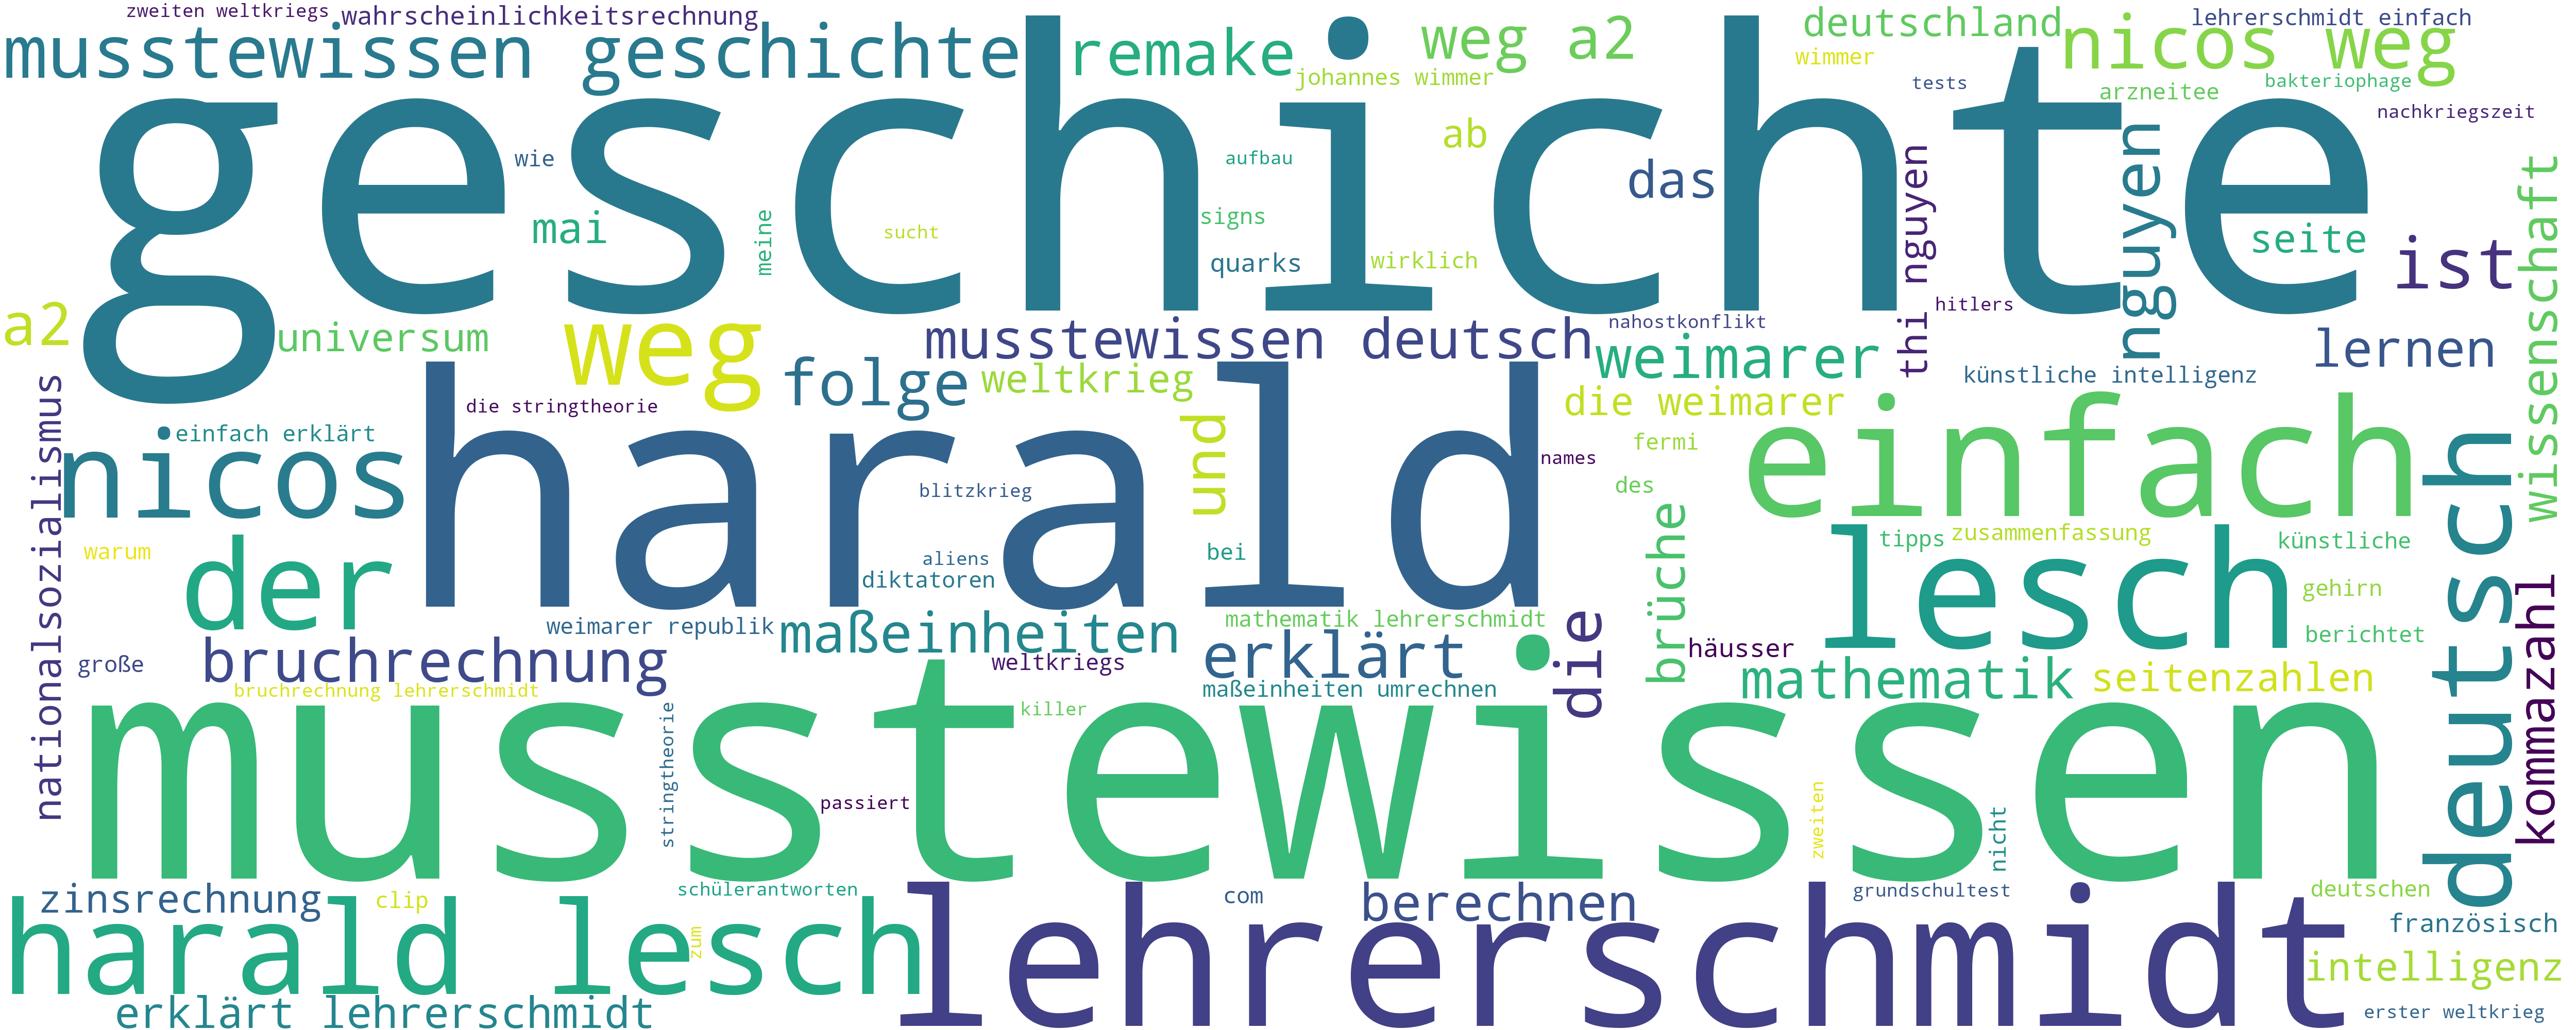 zweiten weltkriegs
wahrscheinlichkeitsrechnung
musstewissen geschichte
remake
weg a2
deutschland
lehrerschmidt einfach
nicos weg
johannes wimmer
wimmer
tests
arzneitee
bakteriophage
nachkriegszeit
geschichte
wie
aufbau
ab
das
thi nguyen
nguyen
wissenschaft
mai
meine
sucht
signs
quarks
wirklich
seite
ist
a2
universum
weg
folge
musstewissen deutsch
weltkrieg
nahostkonflikt
hitlers
weimarer
lernen
künstliche intelligenz
nationalsozialismus
die stringtheorie
die weimarer
einfach erklärt
nicos
harald
und
names
fermi
des
einfach
deutsch
blitzkrieg
brüche
warum
der
aliens
diktatoren
bei
lesch
tipps
zusammenfassung
künstliche
gehirn
berichtet
kommazahl
weimarer republik
maßeinheiten
mathematik lehrerschmidt
erklärt
die
häusser
große
bruchrechnung
weltkriegs
mathematik
seitenzahlen
bruchrechnung lehrerschmidt
maßeinheiten umrechnen
stringtheorie
killer
musstewissen
passiert
zweiten
nicht
zinsrechnung
clip
schülerantworten
com
berechnen
grundschultest
deutschen
französisch
harald lesch
zum
lehrerschmidt
intelligenz
erklärt lehrerschmidt
erster weltkrieg